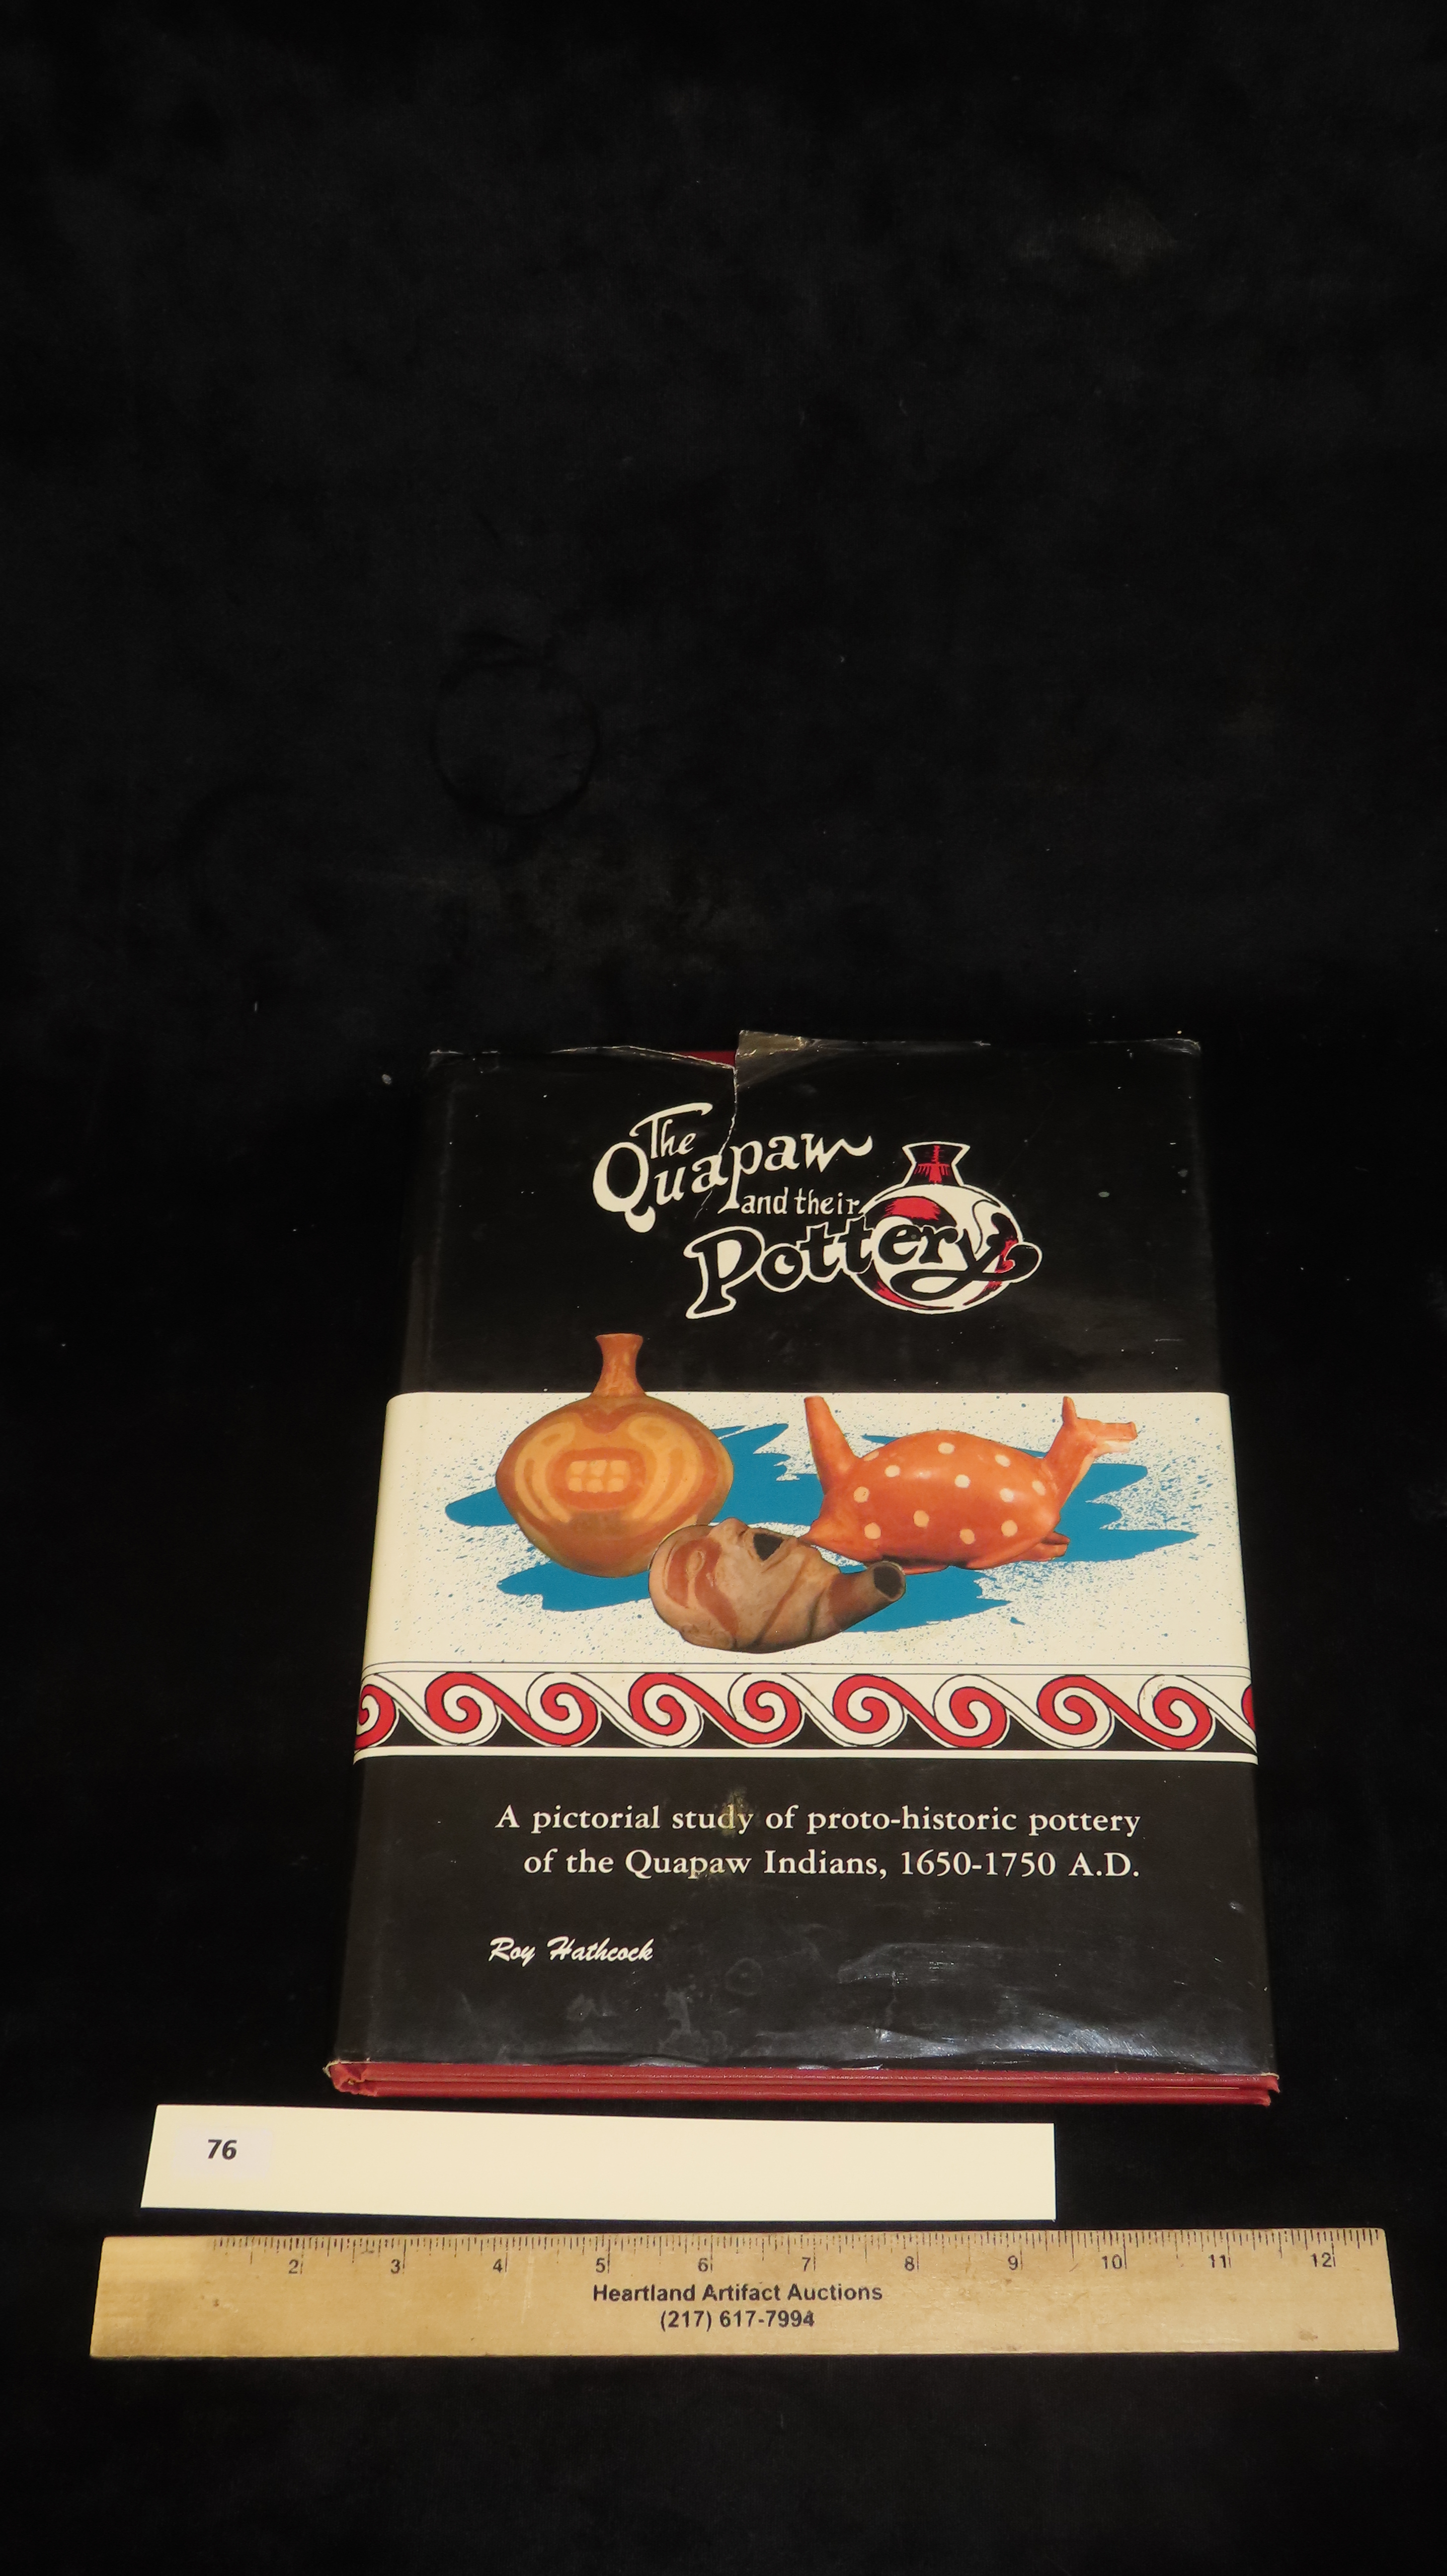 The
Quapaw
and their
Pottery
A pictorial study of proto-historic pottery
of the Quapaw Indians, 1650-1750 A.D.
Roy Hathcock
76
2 3 4 5 6 7 8 9 10 11 12
Heartland Artifact Auctions
(217) 617-7994